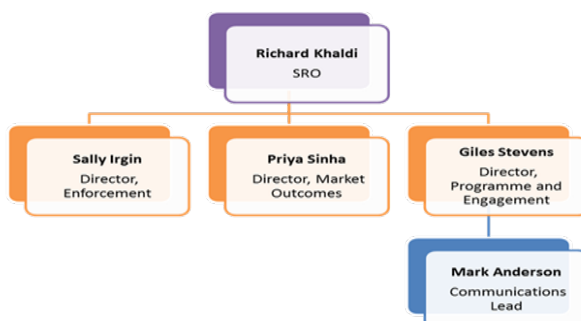 Richard Khaldi
SRO
Sally Irgin
Director,
Enforcement
Priya Sinha
Director, Market
Outcomes
Giles Stevens
Director,
Programme and
Engagement
Mark Anderson
Communications
Lead